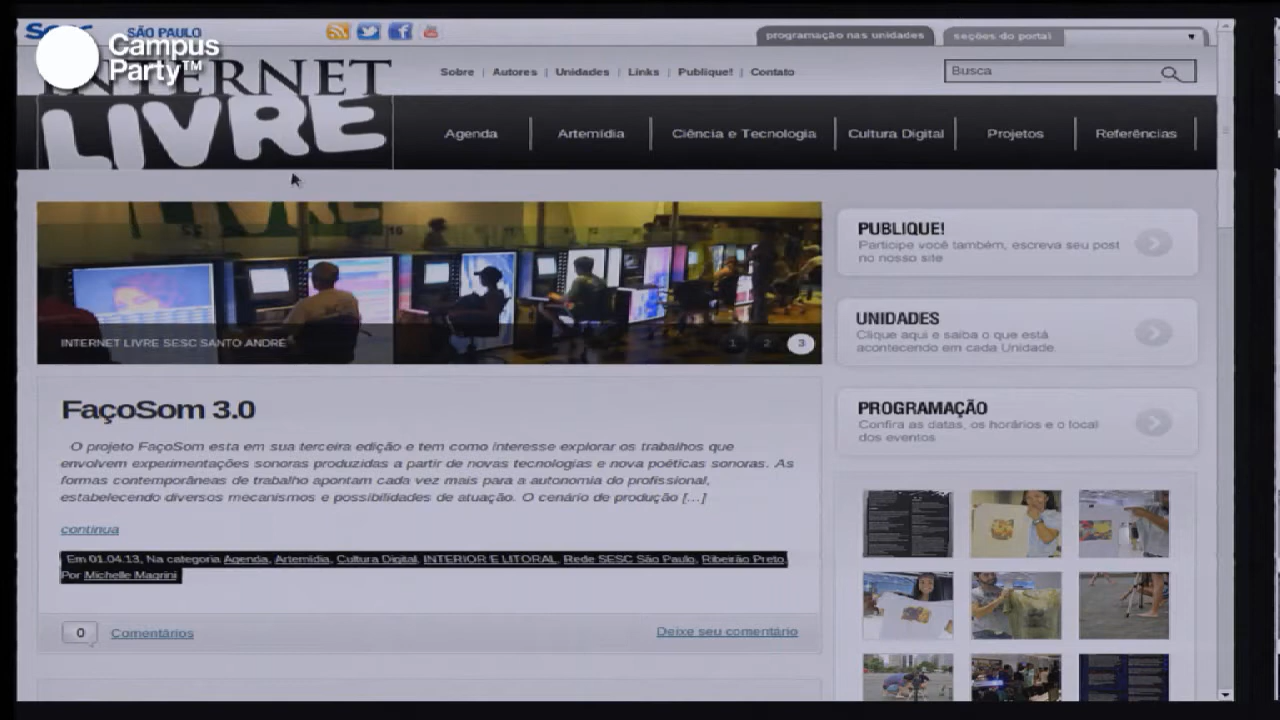 Sesc SÃO PAULO
Campus
Party™
programação nas unidades
seções do portal
INTERNET
LIVRE
Sobre | Autores | Unidades | Links | Publique! | Contato
Busca
Agenda
Artemídia
Ciência e Tecnologia
Cultura Digital
Projetos
Referências
INTERNET LIVRE SESC SANTO ANDRÉ
1 2 3
PUBLIQUE!
Participe você também, escreva seu post
no nosso site
UNIDADES
Clique aqui e saiba o que está
acontecendo em cada Unidade.
PROGRAMAÇÃO
Confira as datas, os horários e o local
dos eventos
FaçoSom 3.0
O projeto FaçoSom esta em sua terceira edição e tem como interesse explorar os trabalhos que
envolvem experimentações sonoras produzidas a partir de novas tecnologias e nova poéticas sonoras. As
formas contemporâneas de trabalho apontam cada vez mais para a autonomia do profissional,
estabelecendo diversos mecanismos e possibilidades de atuação. O cenário de produção [...]
continua
Em 01.04.13, Na categoria Agenda, Artemídia, Cultura Digital, INTERIOR E LITORAL, Rede SESC São Paulo, Ribeirão Preto
Por Michelle Magrini
0 Comentários
Deixe seu comentário